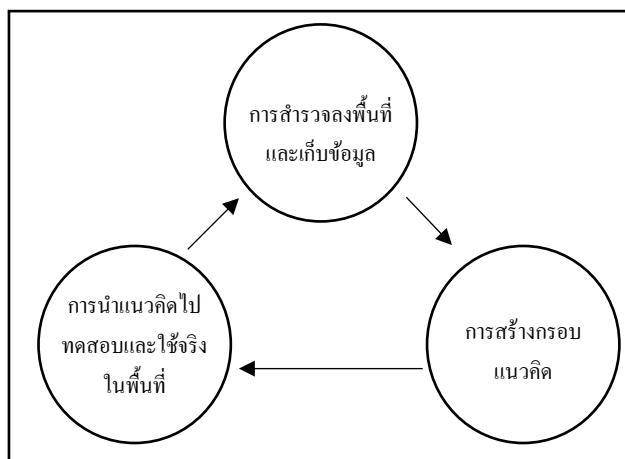 การสำรวจลงพื้นที่
และเก็บข้อมูล
การสร้างกรอบ
แนวคิด
การนำแนวคิดไป
ทดสอบและใช้จริง
ในพื้นที่